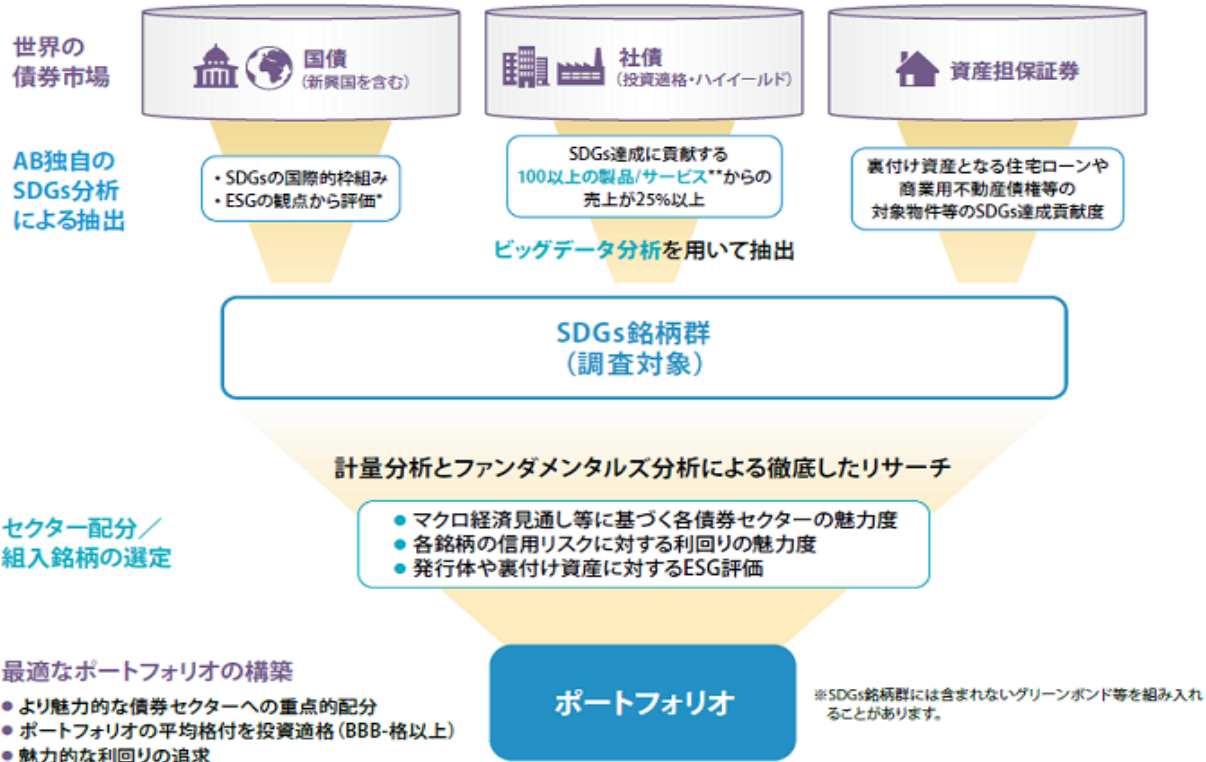 世界の
債券市場
国債
(新興国を含む)
社債
(投資適格・ハイイールド)
資産担保証券
AB独自の
SDGs分析
による抽出
・SDGsの国際的枠組み
・ESGの観点から評価*
SDGs達成に貢献する
100以上の製品/サービス**からの
売上が25%以上
裏付け資産となる住宅ローンや
商業用不動産債権等の
対象物件等のSDGs達成貢献度
ビッグデータ分析を用いて抽出
SDGs銘柄群
(調査対象)
計量分析とファンダメンタルズ分析による徹底したリサーチ
セクター配分/
組入銘柄の選定
● マクロ経済見通し等に基づく各債券セクターの魅力度
● 各銘柄の信用リスクに対する利回りの魅力度
● 発行体や裏付け資産に対するESG評価
最適なポートフォリオの構築
● より魅力的な債券セクターへの重点的配分
● ポートフォリオの平均格付を投資適格(BBB-格以上)
● 魅力的な利回りの追求
ポートフォリオ
※SDGs銘柄群には含まれないグリーンボンド等を組み入れ
ることがあります。